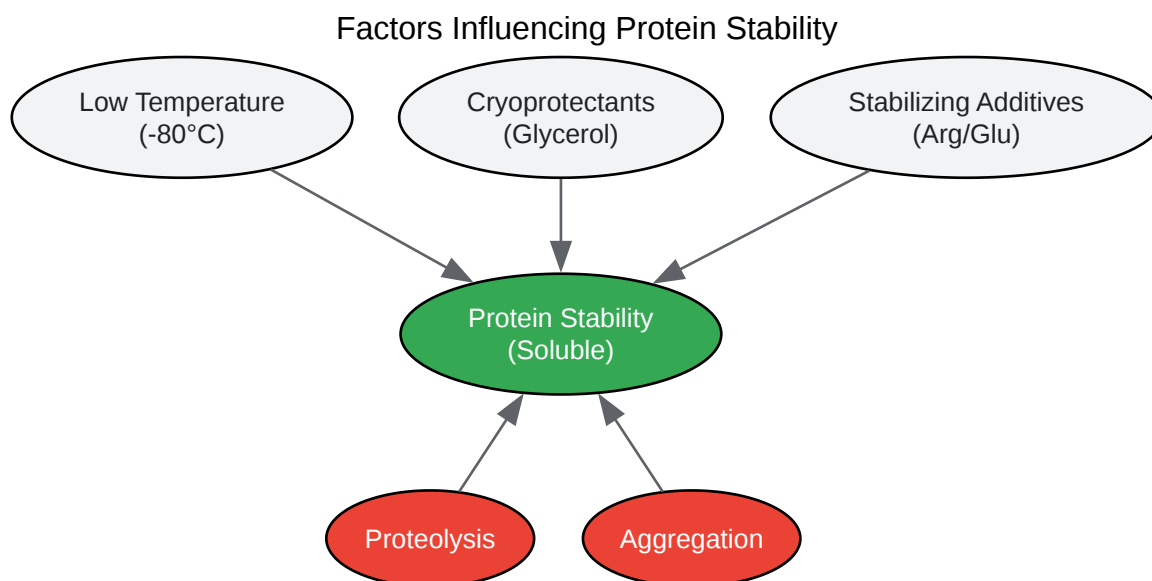 Factors Influencing Protein Stability
Low Temperature
(-80°C)
Cryoprotectants
(Glycerol)
Stabilizing Additives
(Arg/Glu)
Protein Stability
(Soluble)
Proteolysis
Aggregation